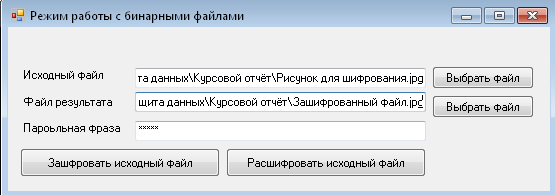 Режим работы с бинарными файлами
Исходный файл та данных\Курсовой отчёт\Рисунок для шифрования.jpg Выбрать файл
Файл результата щита данных\Курсовой отчёт\Зашифрованный файл.jpg Выбрать файл
Пароьльная фраза *****
Зашфровать исходный файл Расшифровать исходный файл